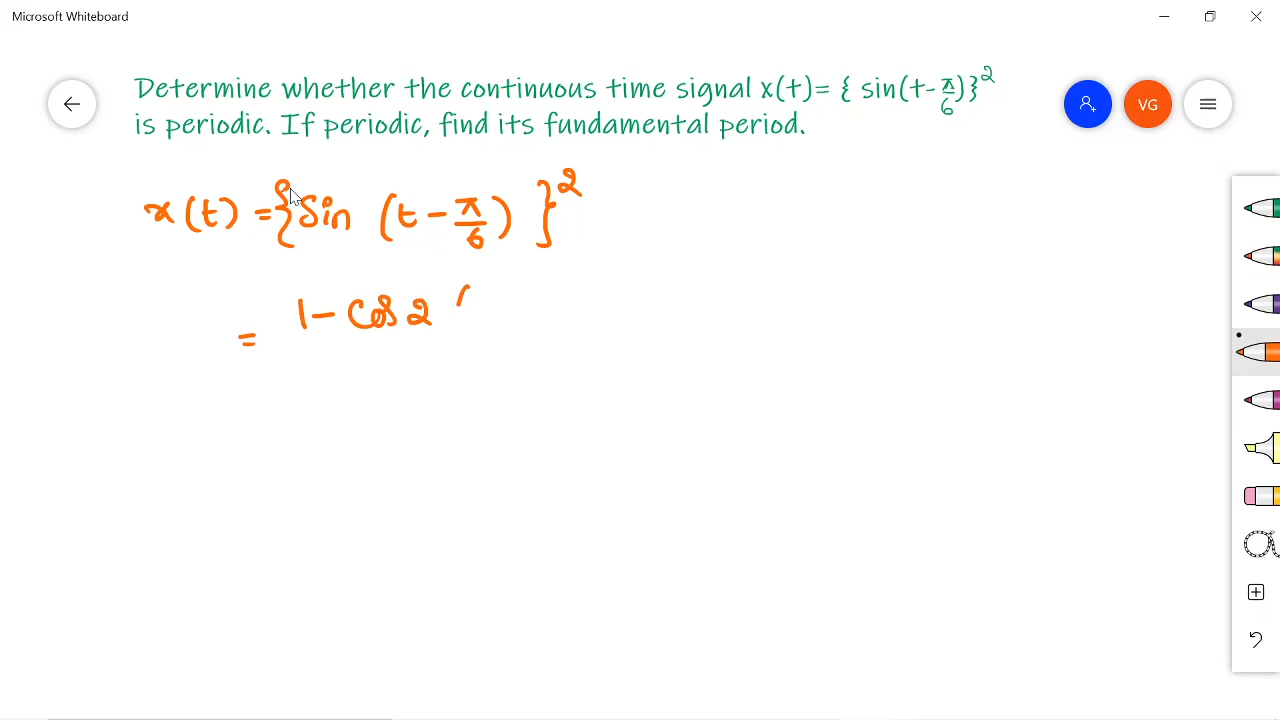 Microsoft Whiteboard
Determine whether the continuous time signal x(t)= { sin(t-π/6)}²
is periodic. If periodic, find its fundamental period.
VG
x(t) = {Sin (t - π/6) }²
= 1 - Cos 2 (